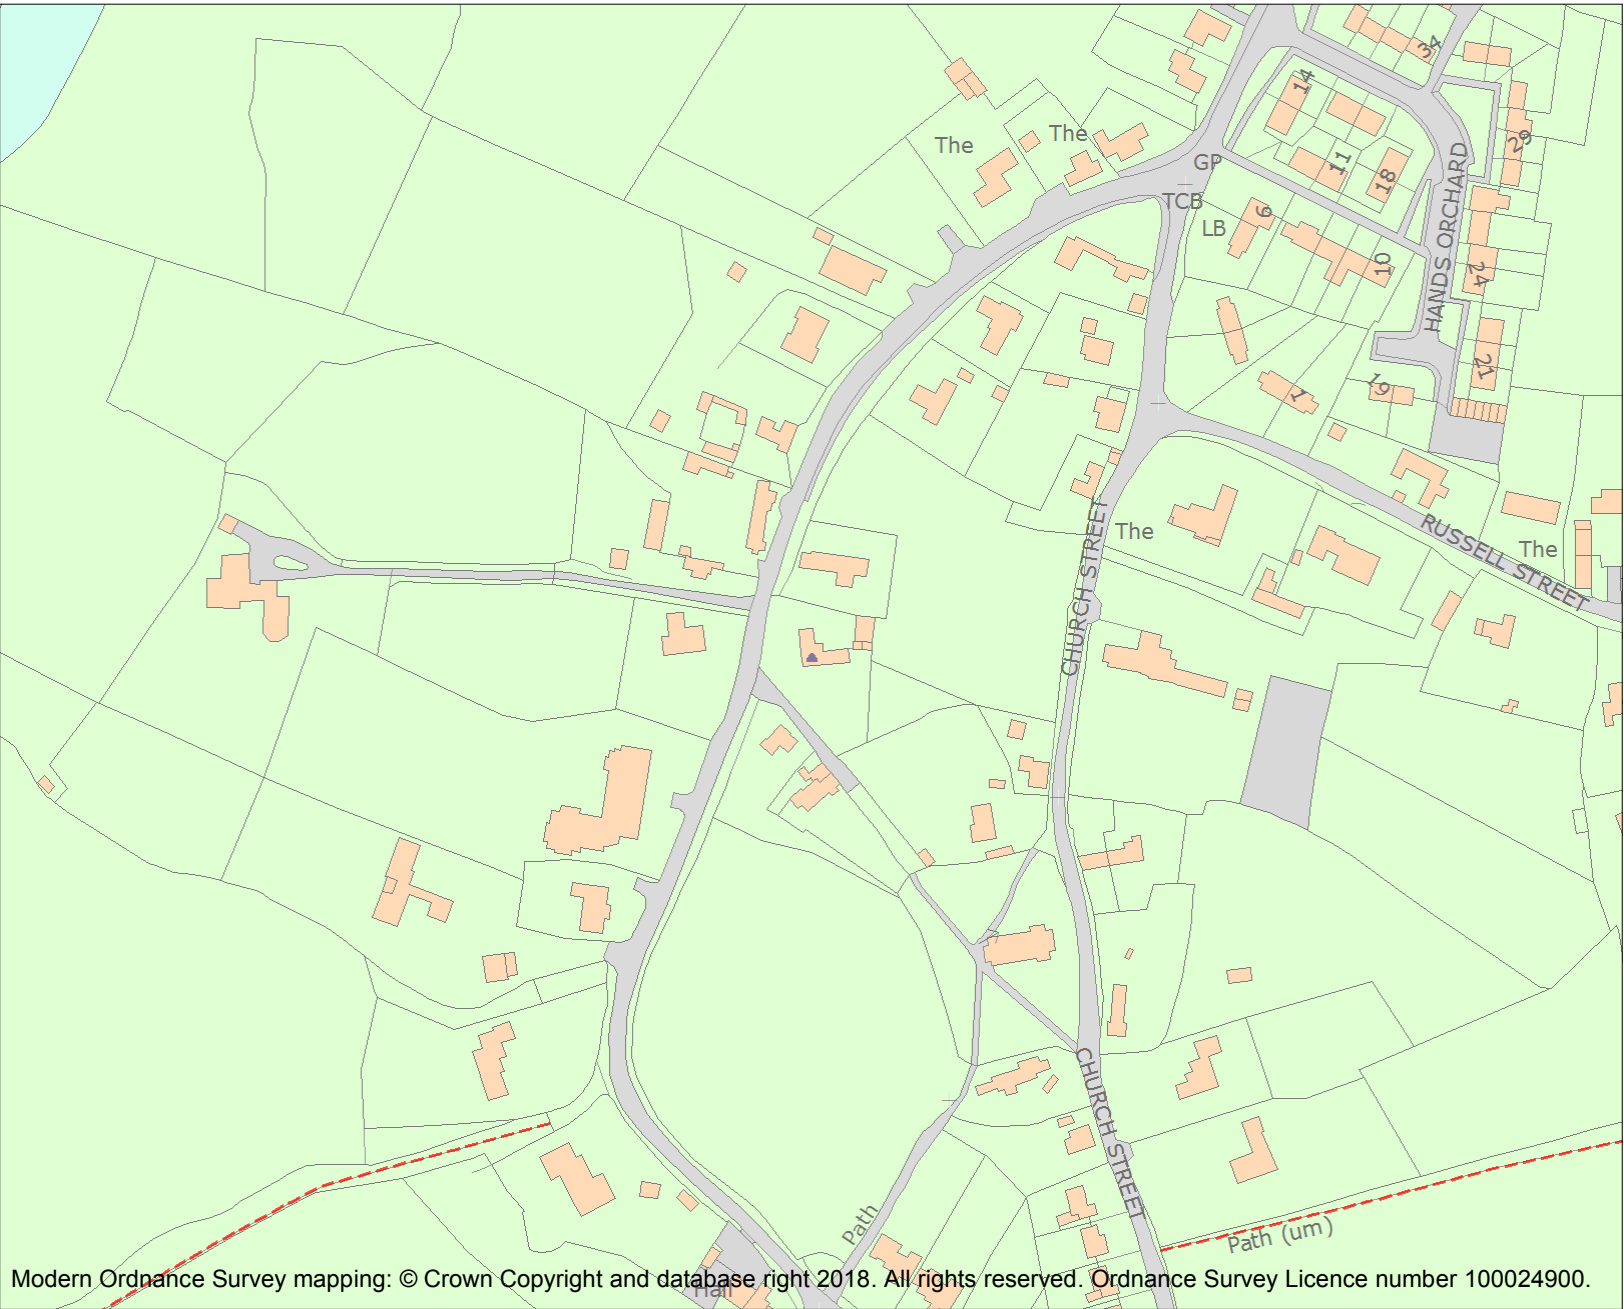 34
14
29
The
The
GP
11
18
TCB
LB
6
10
HANDS ORCHARD
24
21
19
1
CHURCH STREET
The
RUSSELL STREET
The
CHURCH STREET
Path
Path (um)
Hall
Modern Ordnance Survey mapping: © Crown Copyright and database right 2018. All rights reserved. Ordnance Survey Licence number 100024900.